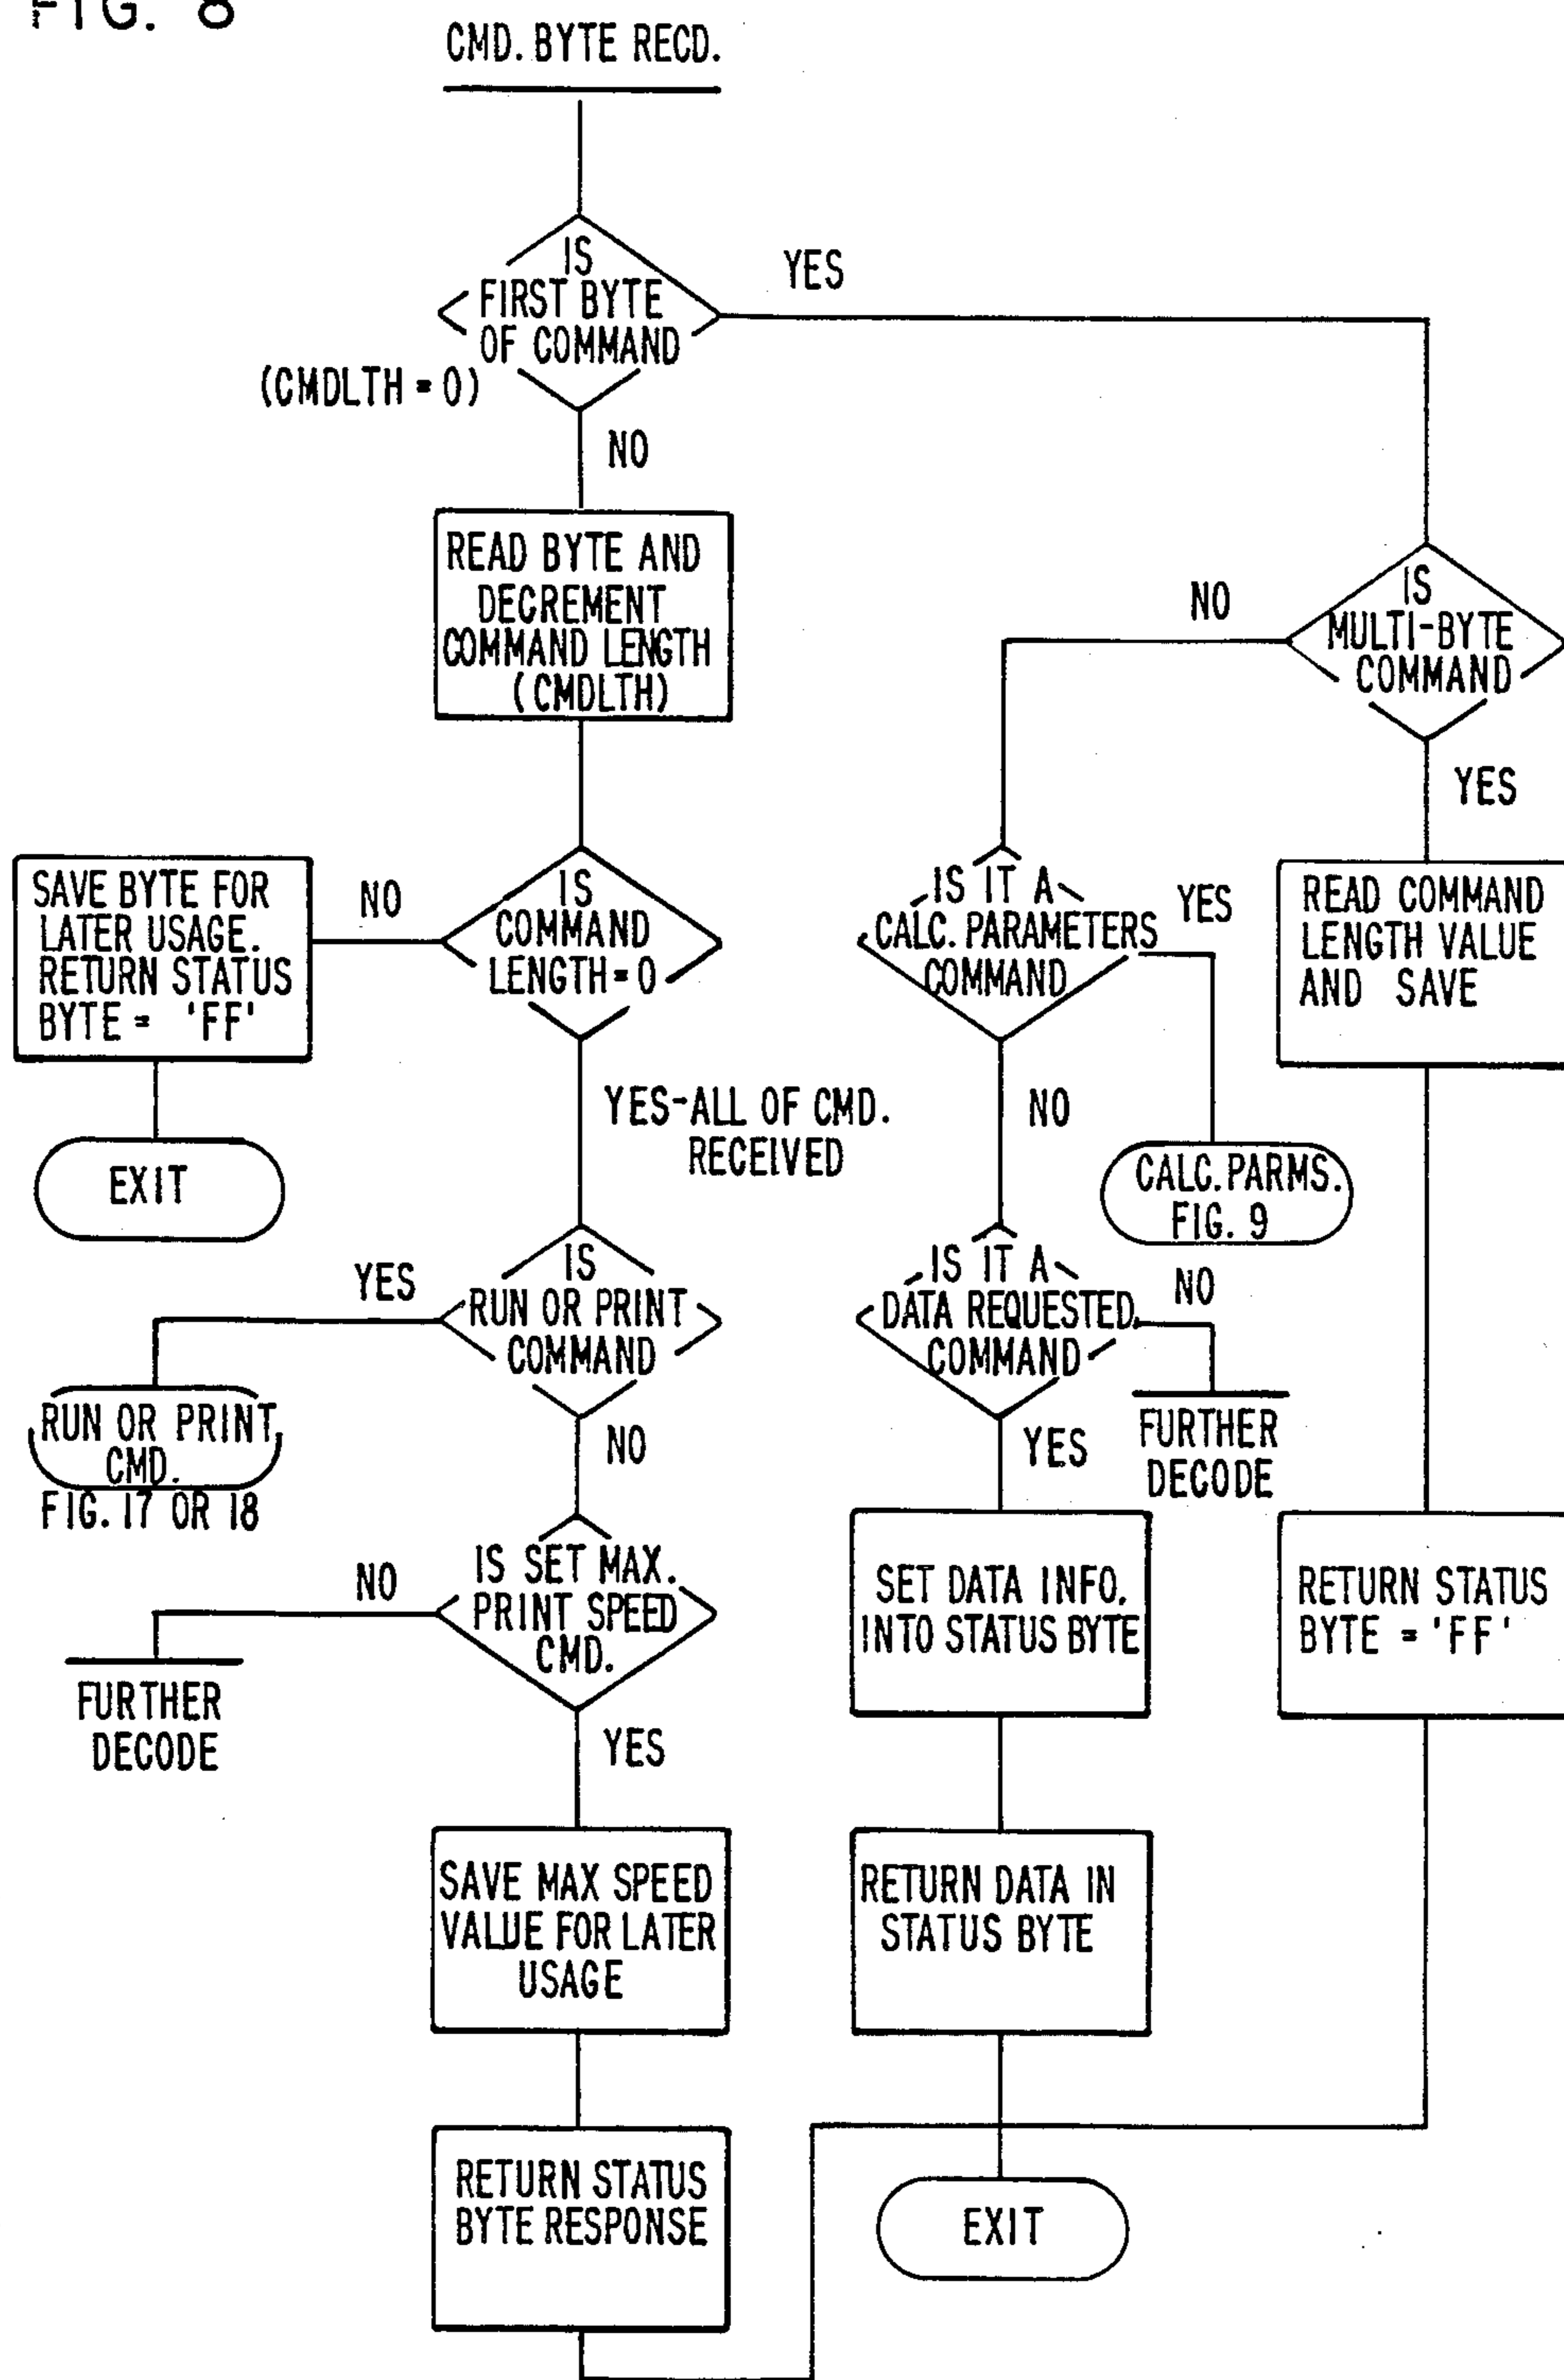 FIG. 8
CMD. BYTE RECD.
IS
FIRST BYTE
OF COMMAND
(CMDLTH = 0)
YES
NO
READ BYTE AND
DECREMENT
COMMAND LENGTH
(CMDLTH)
IS
MULTI-BYTE
COMMAND
NO
YES
SAVE BYTE FOR
LATER USAGE.
RETURN STATUS
BYTE = 'FF'
NO
IS
COMMAND
LENGTH = 0
IS IT A
CALC. PARAMETERS
COMMAND
YES
READ COMMAND
LENGTH VALUE
AND SAVE
EXIT
YES-ALL OF CMD.
RECEIVED
NO
CALC. PARMS.
FIG. 9
YES
IS
RUN OR PRINT
COMMAND
IS IT A
DATA REQUESTED
COMMAND
NO
RUN OR PRINT
CMD.
FIG. 17 OR 18
NO
YES
FURTHER
DECODE
NO
IS SET MAX.
PRINT SPEED
CMD.
SET DATA INFO.
INTO STATUS BYTE
RETURN STATUS
BYTE = 'FF'
FURTHER
DECODE
YES
SAVE MAX SPEED
VALUE FOR LATER
USAGE
RETURN DATA IN
STATUS BYTE
RETURN STATUS
BYTE RESPONSE
EXIT